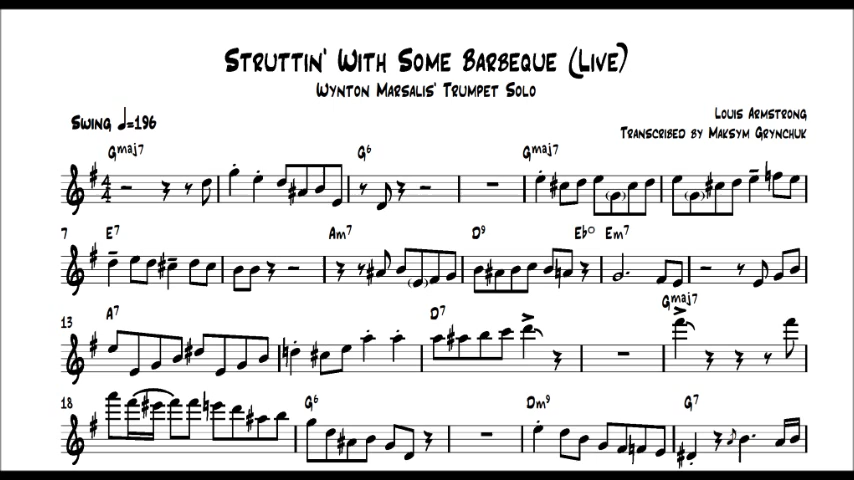 Struttin' With Some Barbeque (Live)
Wynton Marsalis' Trumpet Solo
Louis Armstrong
Swing ♩=196
Transcribed by Maksym Grynchuk
Gmaj7 G6 Gmaj7
7 E7 Am7 D9 Ebo Em7
13 A7 D7 Gmaj7
18 G6 Dm9 G7